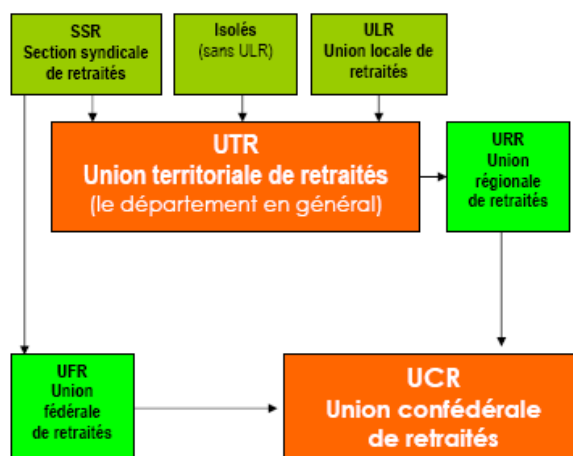 SSR
Section syndicale
de retraités
Isolés
(sans ULR)
ULR
Union locale de
retraités
UTR
Union territoriale de retraités
(le département en général)
URR
Union
régionale
de retraités
UFR
Union
fédérale
de retraités
UCR
Union confédérale
de retraités